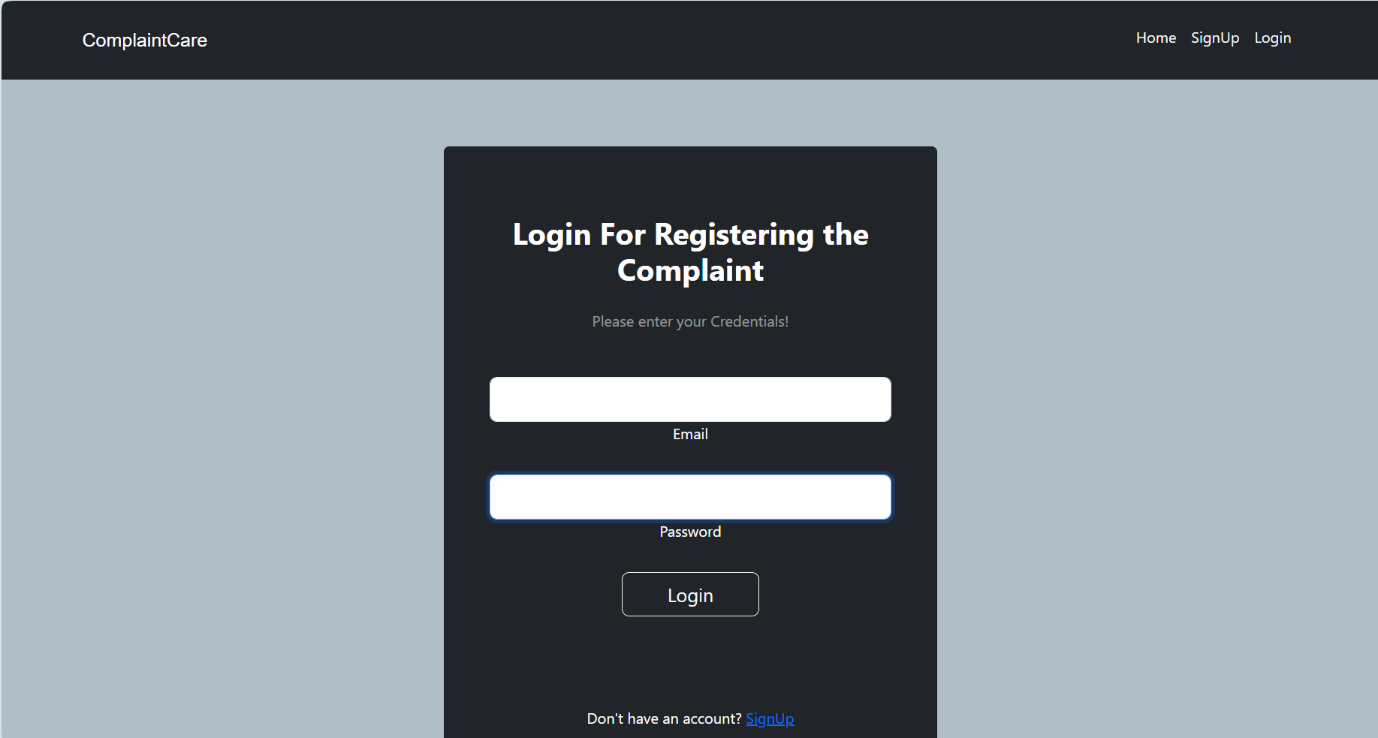 ComplaintCare
Home SignUp Login
Login For Registering the
Complaint
Please enter your Credentials!
Email
Password
Login
Don't have an account? SignUp